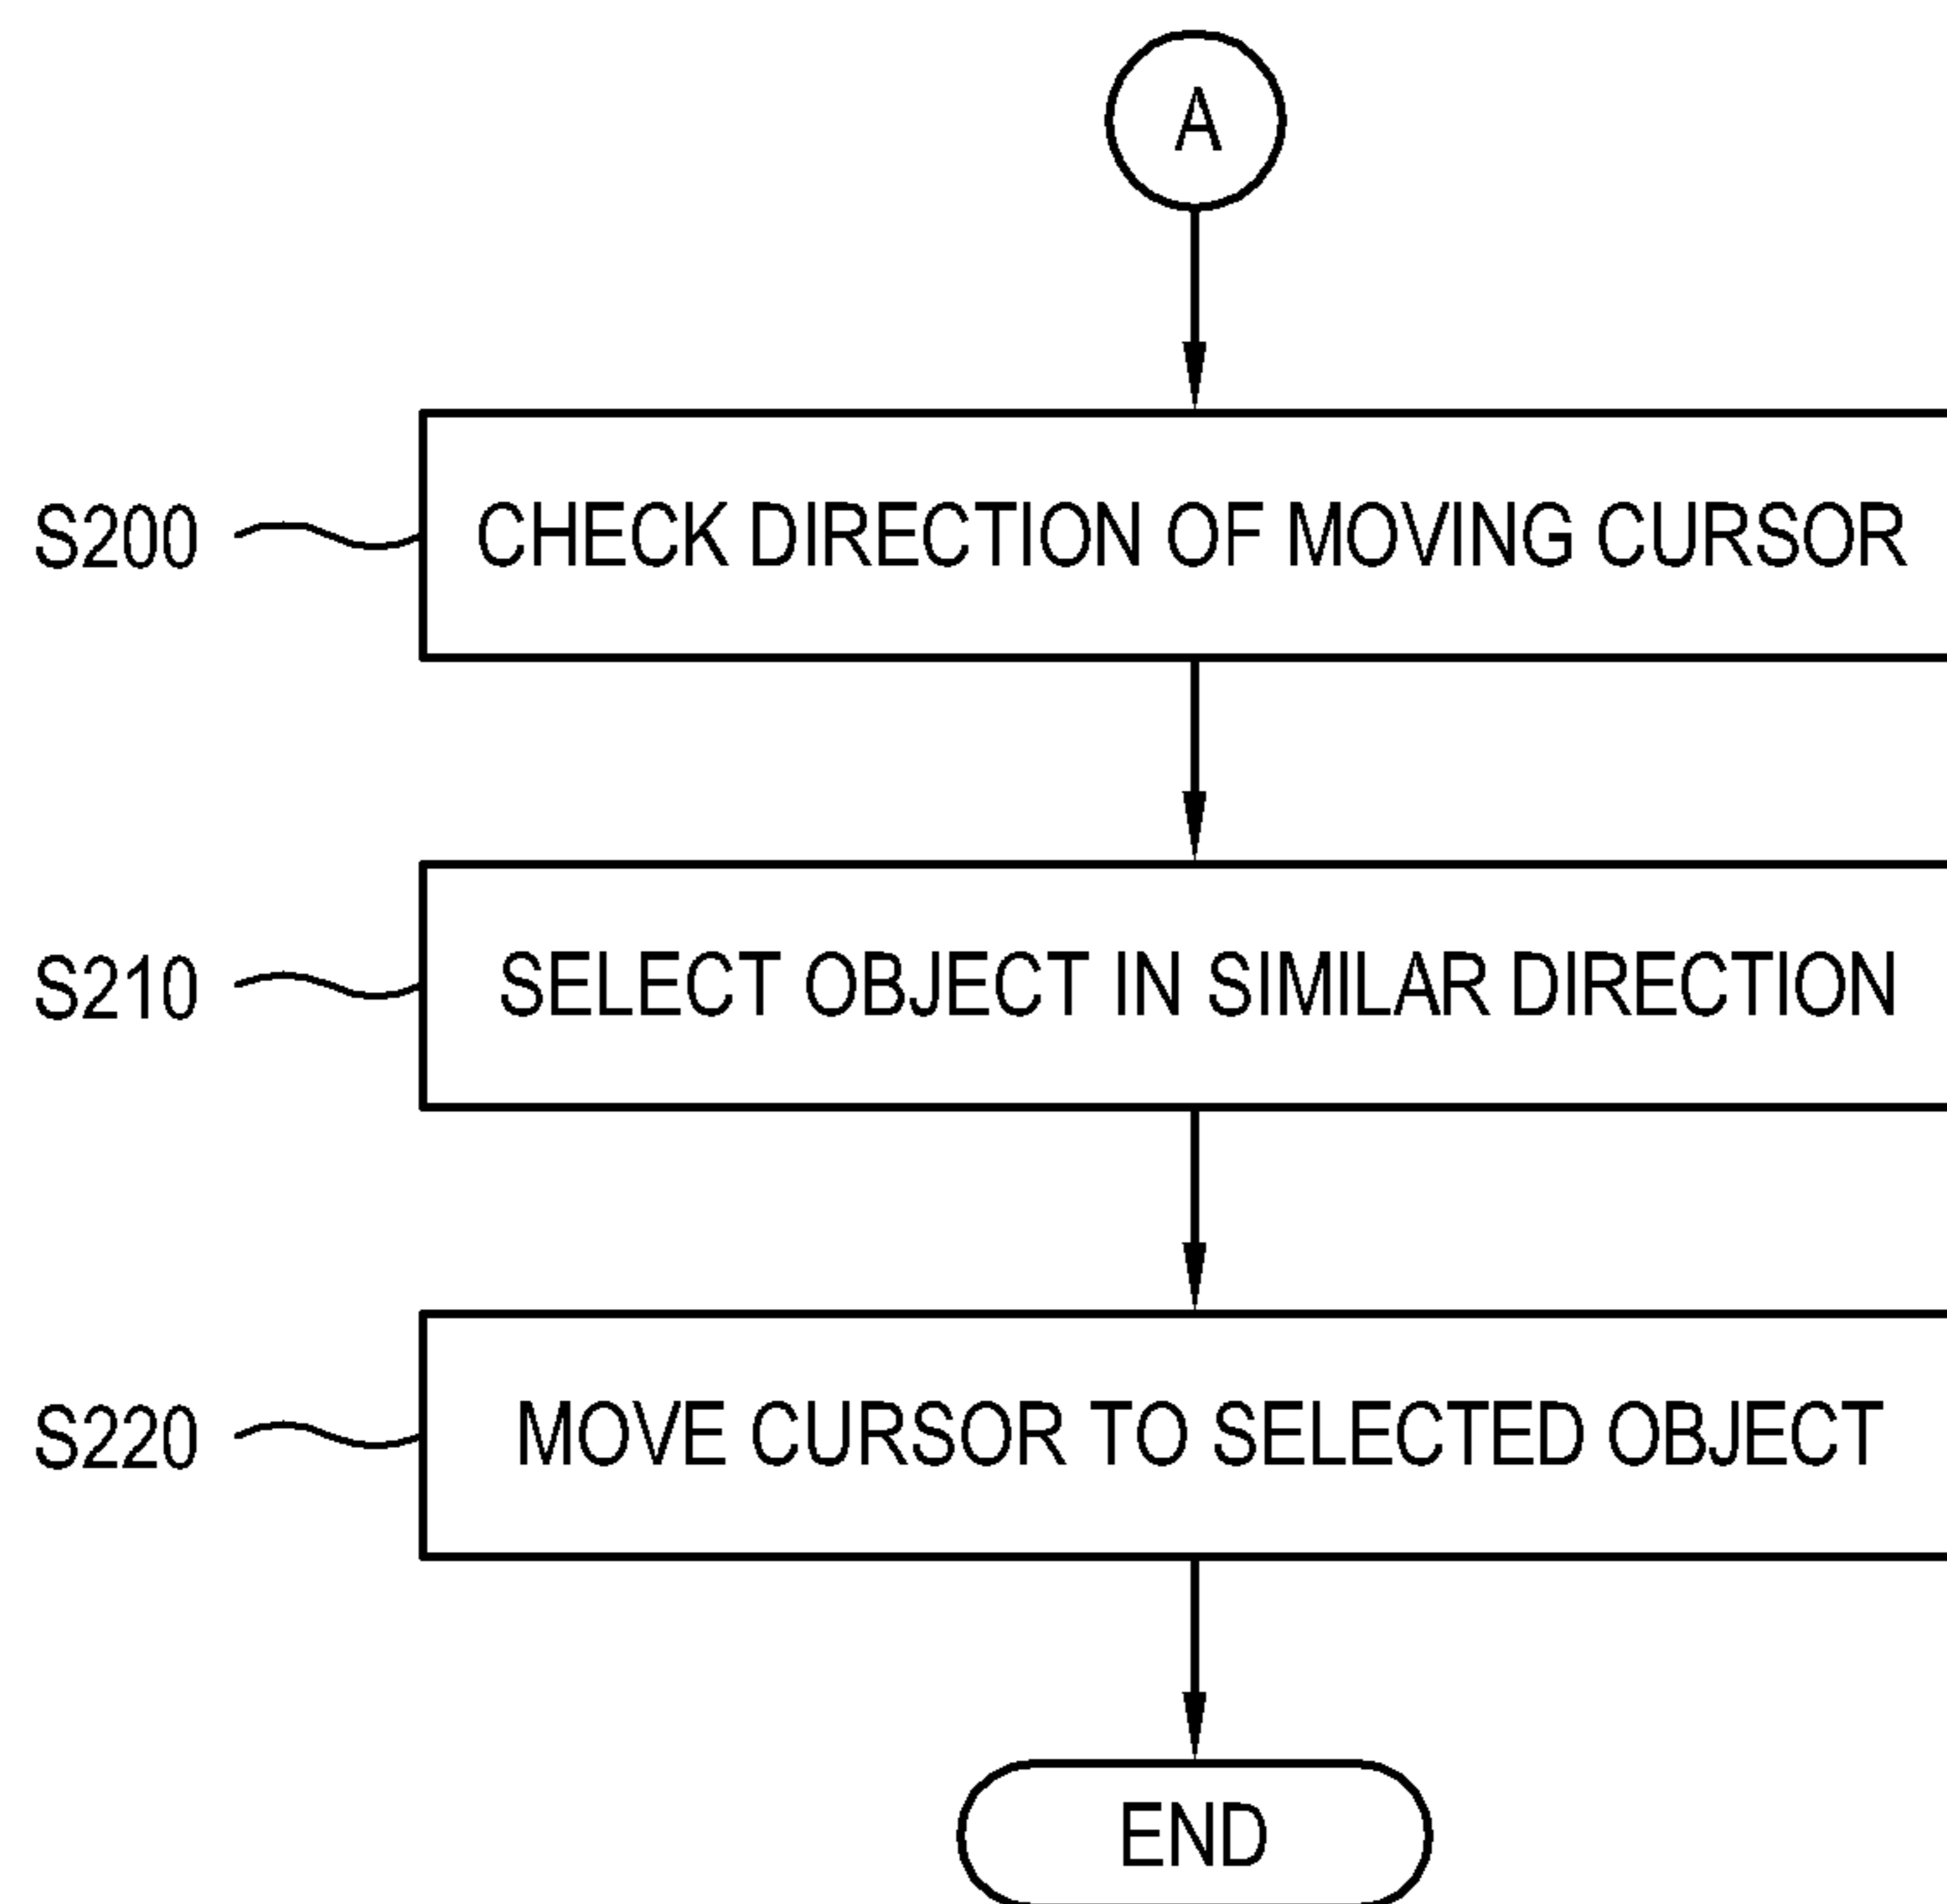 A
S200 CHECK DIRECTION OF MOVING CURSOR
S210 SELECT OBJECT IN SIMILAR DIRECTION
S220 MOVE CURSOR TO SELECTED OBJECT
END